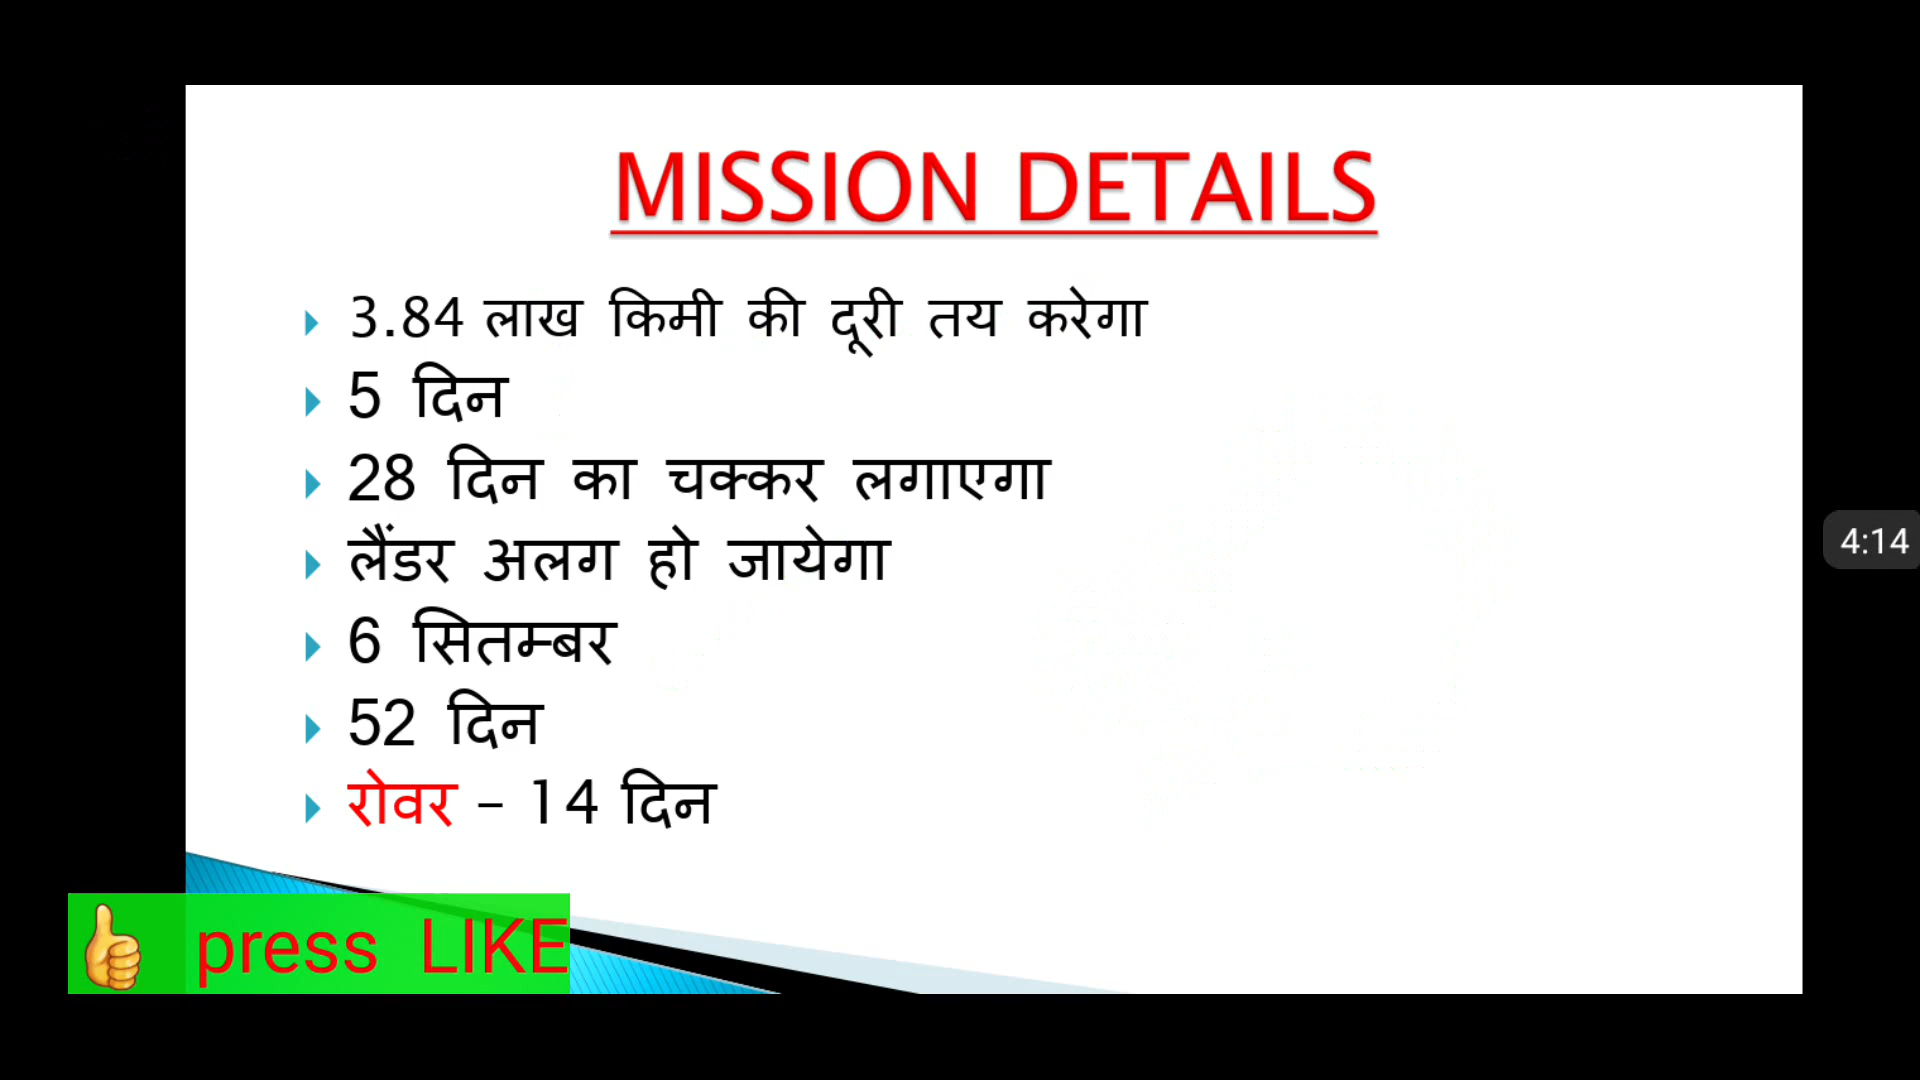 MISSION DETAILS
3.84 लाख किमी की दूरी तय करेगा
5 दिन
28 दिन का चक्कर लगाएगा
लैंडर अलग हो जायेगा
6 सितम्बर
52 दिन
रोवर – 14 दिन
4:14
press LIKE